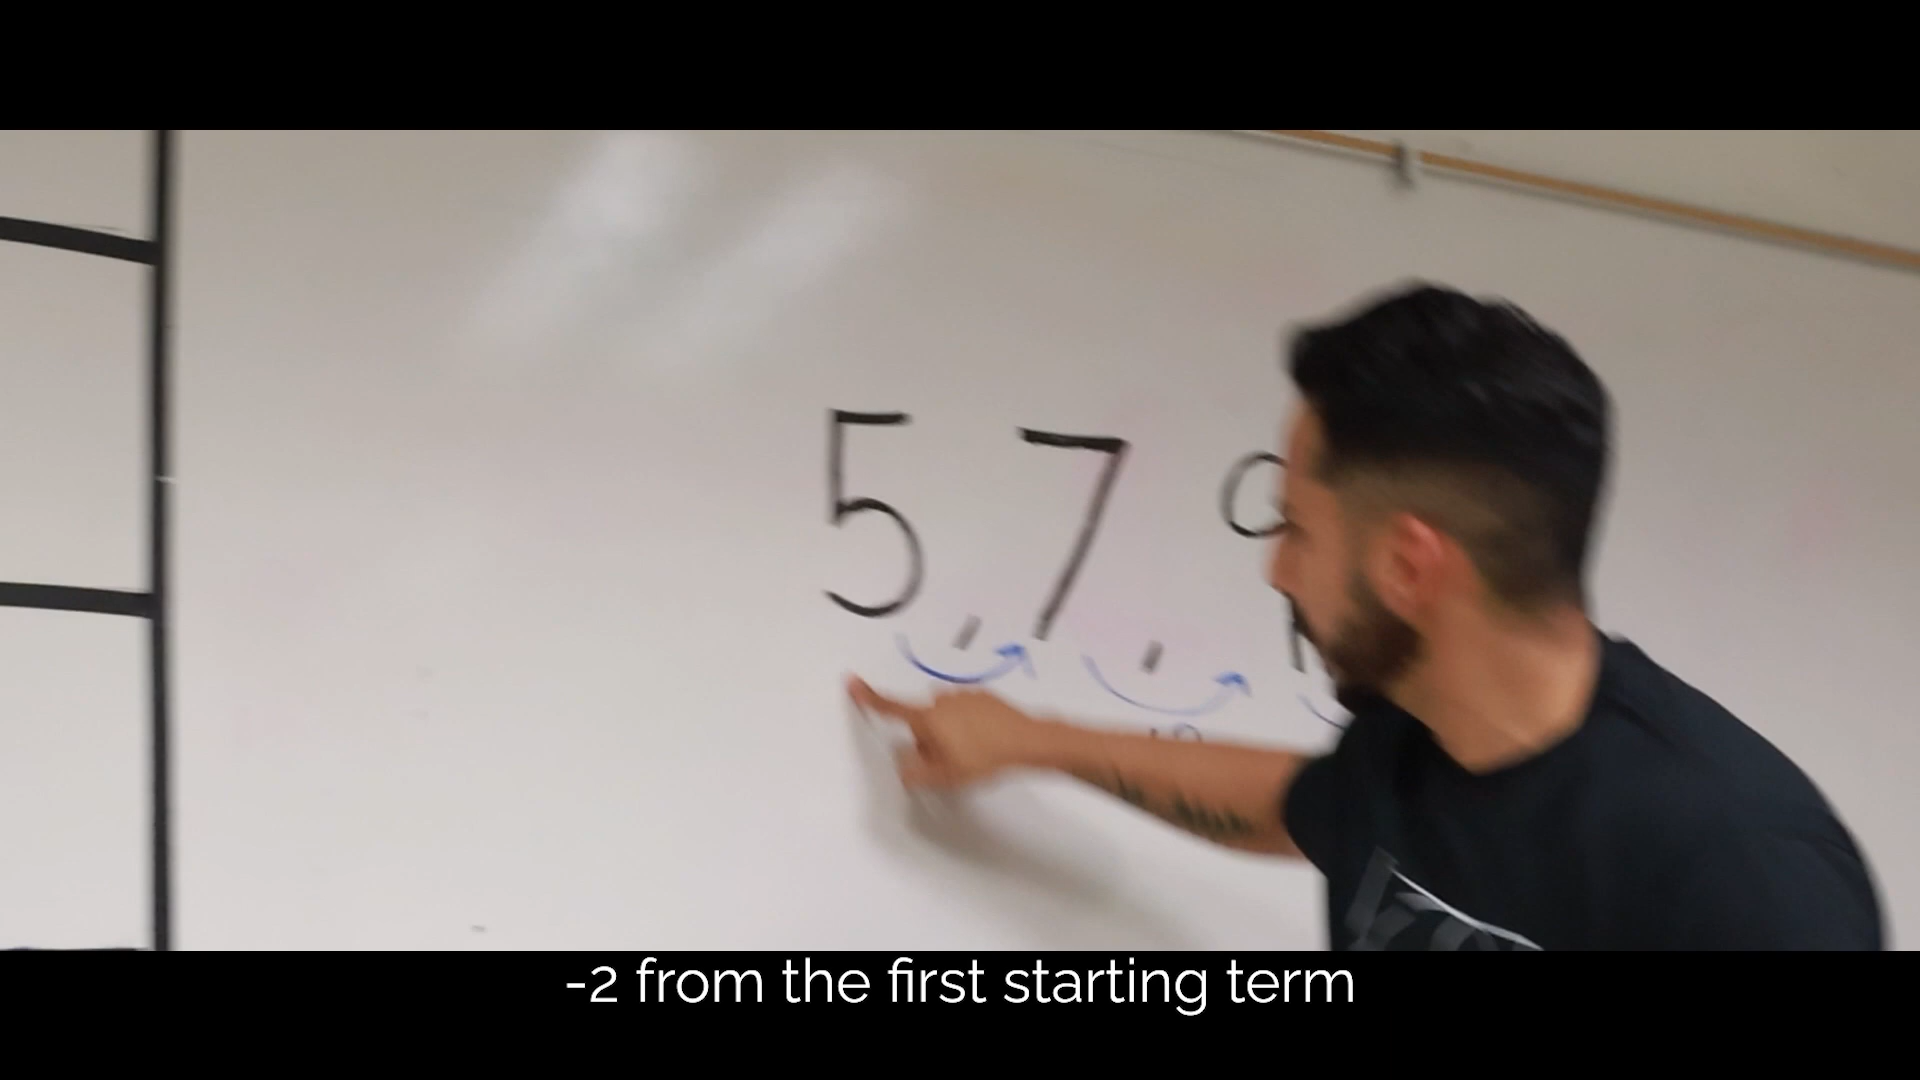 5, 7, 9
-2 from the first starting term